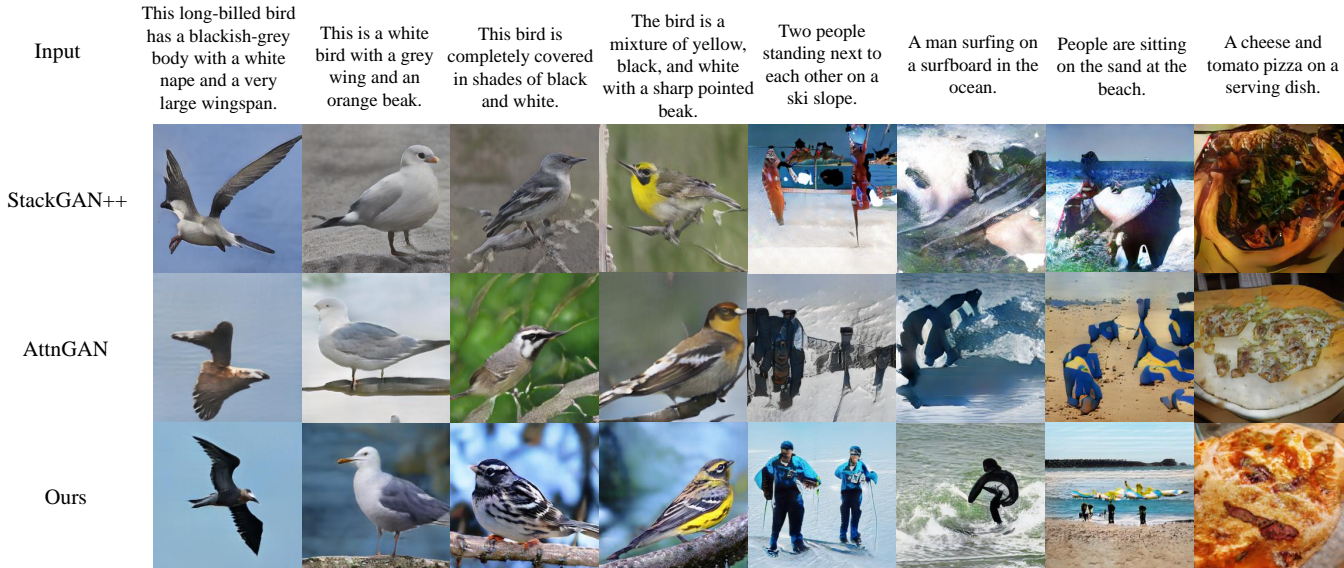 Input
This long-billed bird
has a blackish-grey
body with a white
nape and a very
large wingspan.
This is a white
bird with a grey
wing and an
orange beak.
This bird is
completely covered
in shades of black
and white.
The bird is a
mixture of yellow,
black, and white
with a sharp pointed
beak.
Two people
standing next to
each other on a
ski slope.
A man surfing on
a surfboard in the
ocean.
People are sitting
on the sand at the
beach.
A cheese and
tomato pizza on a
serving dish.
StackGAN++
AttnGAN
Ours